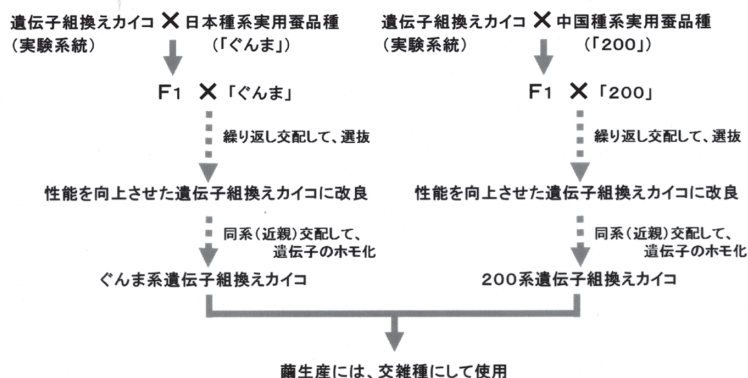 遺伝子組換えカイコ×日本種系実用蚕品種
(実験系統) (「ぐんま」)
F1 × 「ぐんま」
繰り返し交配して、選抜
性能を向上させた遺伝子組換えカイコに改良
同系(近親)交配して、
遺伝子のホモ化
ぐんま系遺伝子組換えカイコ
遺伝子組換えカイコ×中国種系実用蚕品種
(実験系統) (「200」)
F1 × 「200」
繰り返し交配して、選抜
性能を向上させた遺伝子組換えカイコに改良
同系(近親)交配して、
遺伝子のホモ化
200系遺伝子組換えカイコ
繭生産には、交雑種にして使用